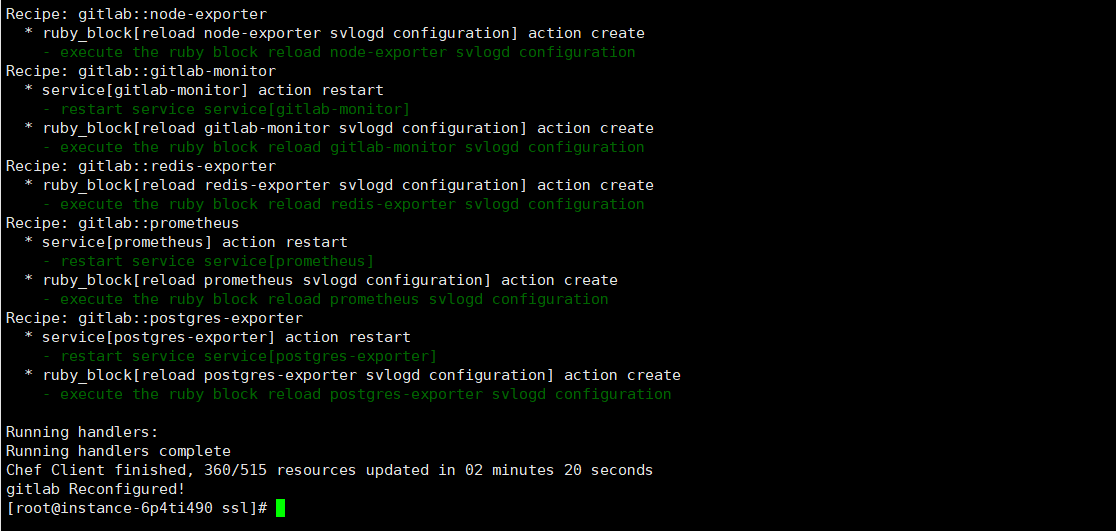 Recipe: gitlab::node-exporter
  * ruby_block[reload node-exporter svlogd configuration] action create
    - execute the ruby block reload node-exporter svlogd configuration
Recipe: gitlab::gitlab-monitor
  * service[gitlab-monitor] action restart
    - restart service service[gitlab-monitor]
  * ruby_block[reload gitlab-monitor svlogd configuration] action create
    - execute the ruby block reload gitlab-monitor svlogd configuration
Recipe: gitlab::redis-exporter
  * ruby_block[reload redis-exporter svlogd configuration] action create
    - execute the ruby block reload redis-exporter svlogd configuration
Recipe: gitlab::prometheus
  * service[prometheus] action restart
    - restart service service[prometheus]
  * ruby_block[reload prometheus svlogd configuration] action create
    - execute the ruby block reload prometheus svlogd configuration
Recipe: gitlab::postgres-exporter
  * service[postgres-exporter] action restart
    - restart service service[postgres-exporter]
  * ruby_block[reload postgres-exporter svlogd configuration] action create
    - execute the ruby block reload postgres-exporter svlogd configuration

Running handlers:
Running handlers complete
Chef Client finished, 360/515 resources updated in 02 minutes 20 seconds
gitlab Reconfigured!
[root@instance-6p4ti490 ssl]#